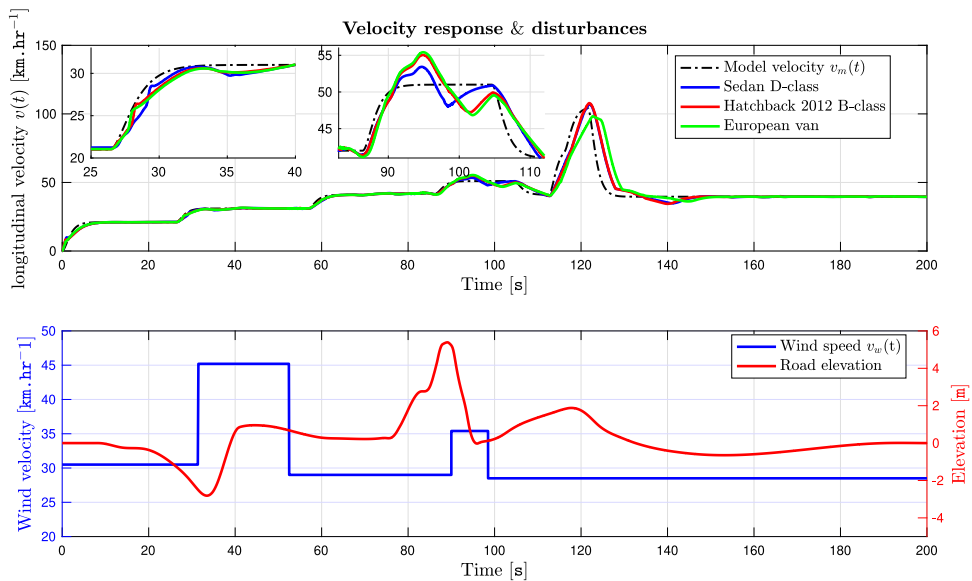 Velocity response & disturbances
longitudinal velocity v(t) [km.hr⁻¹]
150
100
50
0
30
25
20
25
30
35
40
55
50
45
90
100
110
Model velocity vₘ(t)
Sedan D-class
Hatchback 2012 B-class
European van
0 20 40 60 80 100 120 140 160 180 200
Time [s]
Wind velocity [km.hr⁻¹]
50
45
40
35
30
25
20
Wind speed v_w(t)
Road elevation
6
4
2
0
-2
-4
Elevation [m]
0 20 40 60 80 100 120 140 160 180 200
Time [s]